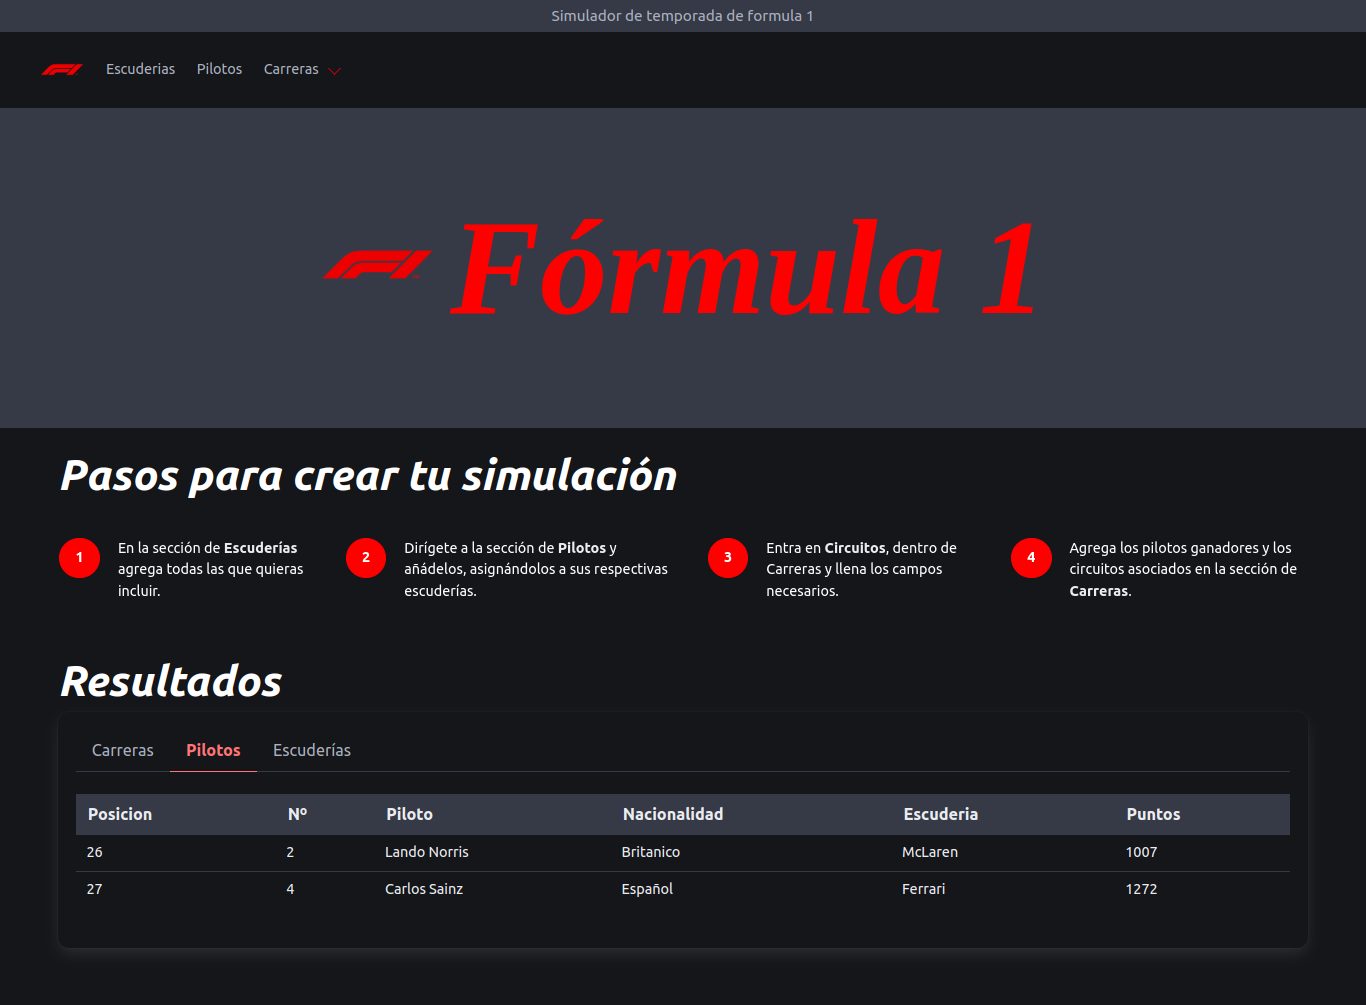 Simulador de temporada de formula 1
Escuderias Pilotos Carreras
Fórmula 1
Pasos para crear tu simulación
1 En la sección de Escuderías
agrega todas las que quieras
incluir.
2 Dirígete a la sección de Pilotos y
añádelos, asignándolos a sus respectivas
escuderías.
3 Entra en Circuitos, dentro de
Carreras y llena los campos
necesarios.
4 Agrega los pilotos ganadores y los
circuitos asociados en la sección de
Carreras.
Resultados
Carreras Pilotos Escuderías
Posicion Nº Piloto Nacionalidad Escuderia Puntos
26 2 Lando Norris Britanico McLaren 1007
27 4 Carlos Sainz Español Ferrari 1272